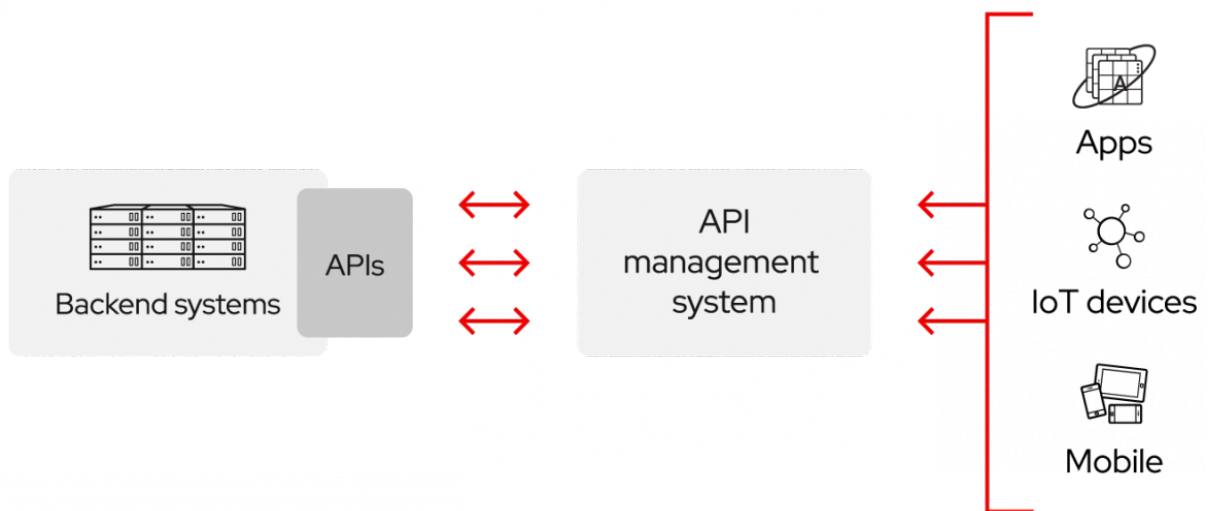 Backend systems
APIs
API
management
system
A
Apps
IoT devices
Mobile